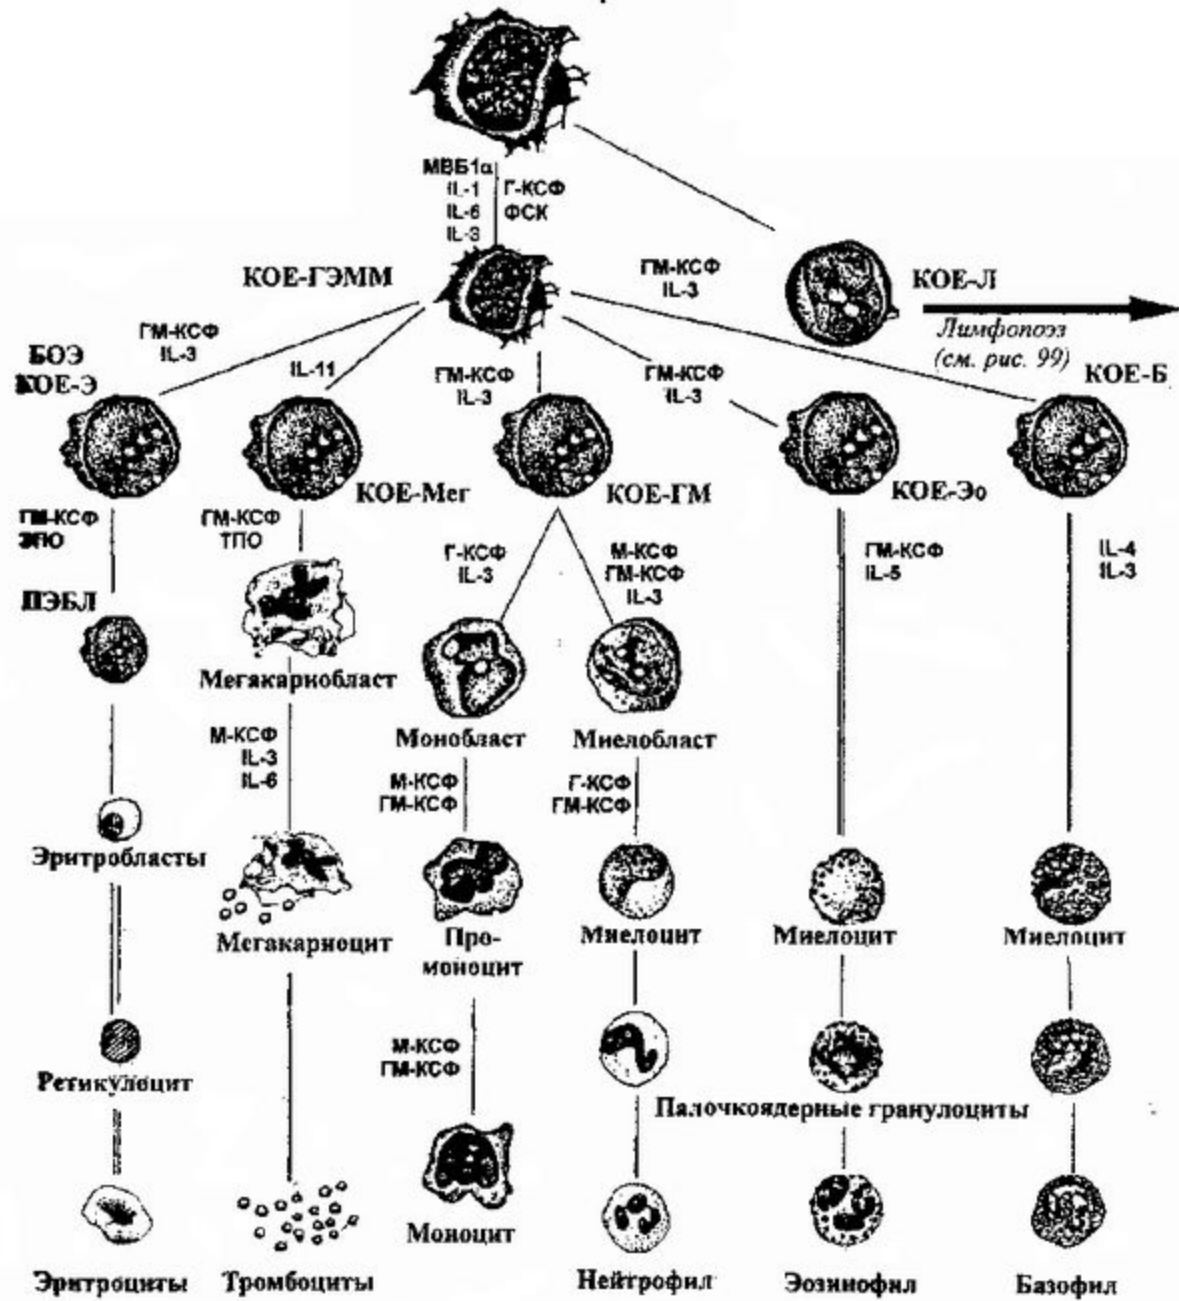 МВБ1α
IL-1
IL-6
IL-3
Г-КСФ
ФСК
КОЕ-ГЭММ
ГМ-КСФ
IL-3
КОЕ-Л
Лимфопоэз
(см. рис. 99)
ГМ-КСФ
IL-3
БОЭ
КОЕ-Э
IL-11
ГМ-КСФ
IL-3
ГМ-КСФ
IL-3
КОЕ-Б
КОЕ-Мег
КОЕ-ГМ
КОЕ-Эо
ГМ-КСФ
ЭПО
ГМ-КСФ
ТПО
Г-КСФ
IL-3
М-КСФ
ГМ-КСФ
IL-3
ГМ-КСФ
IL-5
IL-4
IL-3
ПЭБЛ
Мегакариобласт
Монобласт
Миелобласт
М-КСФ
IL-3
IL-6
М-КСФ
ГМ-КСФ
Г-КСФ
ГМ-КСФ
Эритробласты
Мегакариоцит
Про-
моноцит
Миелоцит
Миелоцит
Миелоцит
М-КСФ
ГМ-КСФ
Ретикулоцит
Палочкоядерные гранулоциты
Моноцит
Эритроциты
Тромбоциты
Нейтрофил
Эозинофил
Базофил